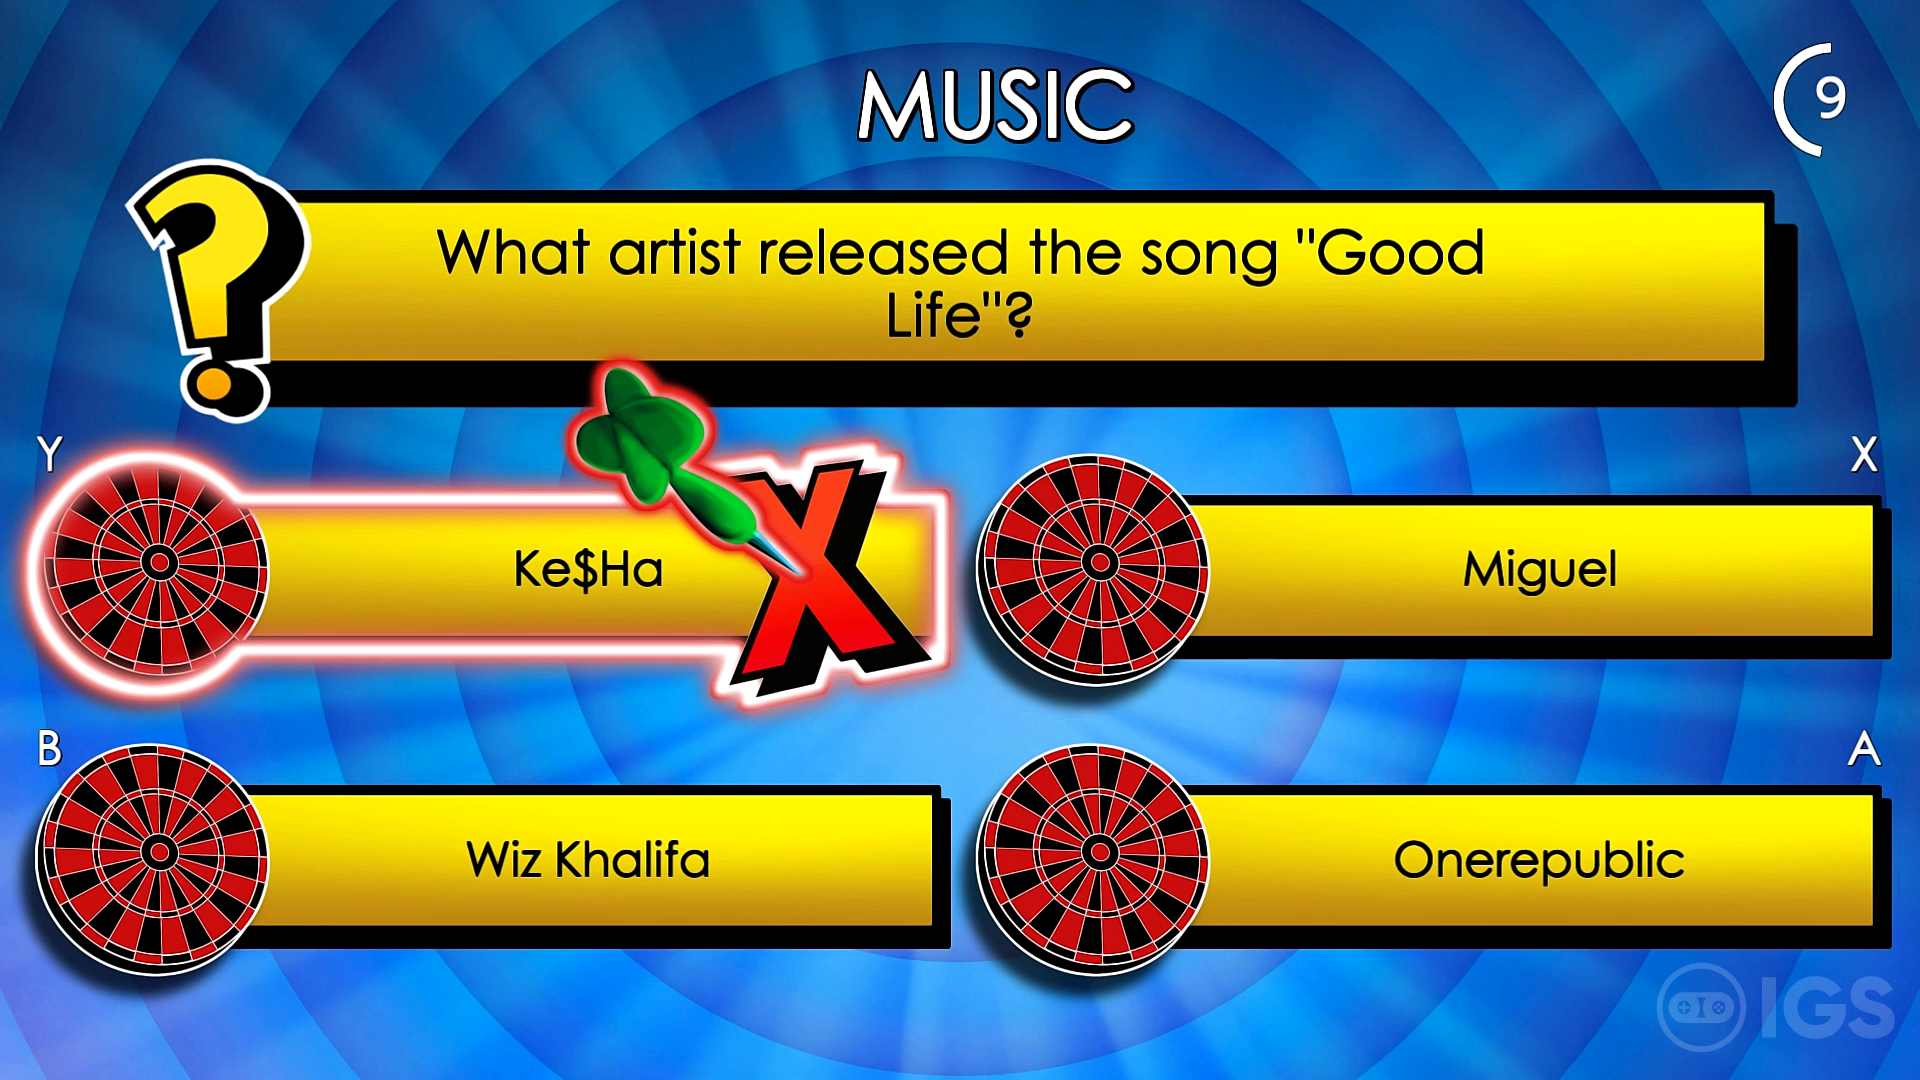 MUSIC
9
What artist released the song "Good
Life"?
Y
X
Ke$Ha
Miguel
B
A
Wiz Khalifa
Onerepublic
IGS